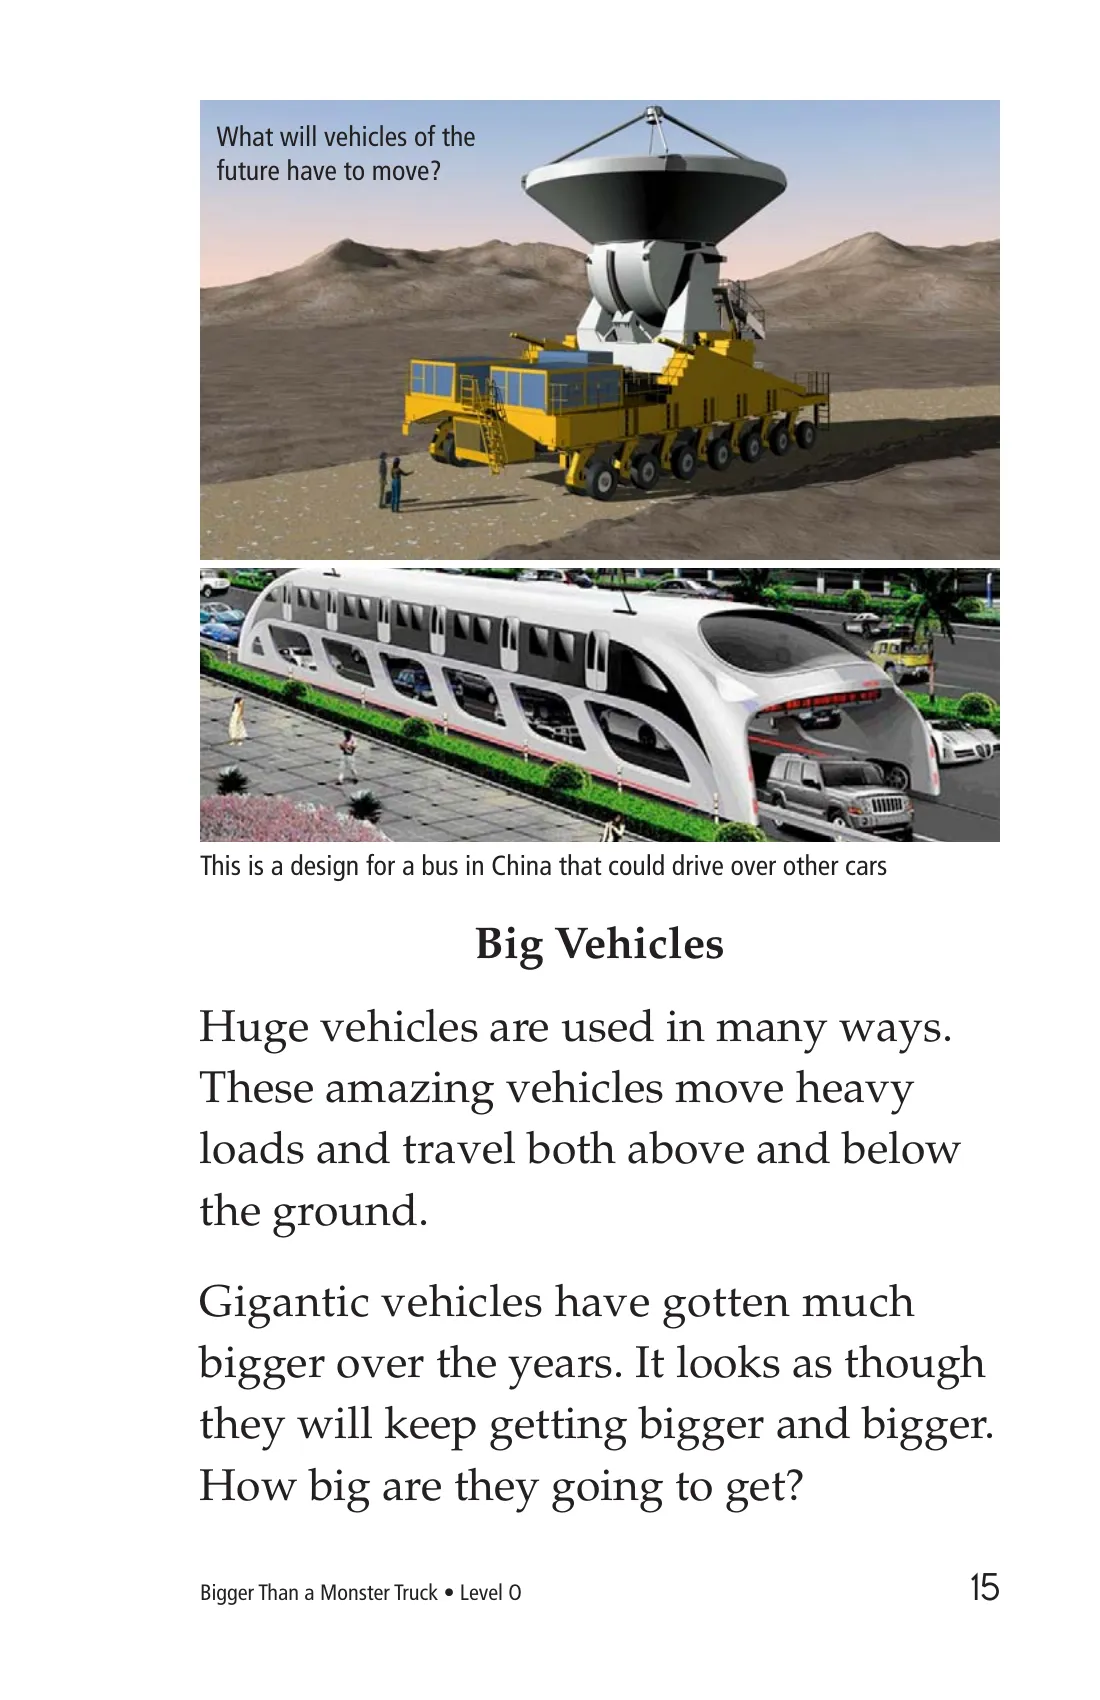 What will vehicles of the
future have to move?
This is a design for a bus in China that could drive over other cars
Big Vehicles
Huge vehicles are used in many ways.
These amazing vehicles move heavy
loads and travel both above and below
the ground.
Gigantic vehicles have gotten much
bigger over the years. It looks as though
they will keep getting bigger and bigger.
How big are they going to get?
Bigger Than a Monster Truck • Level O
15